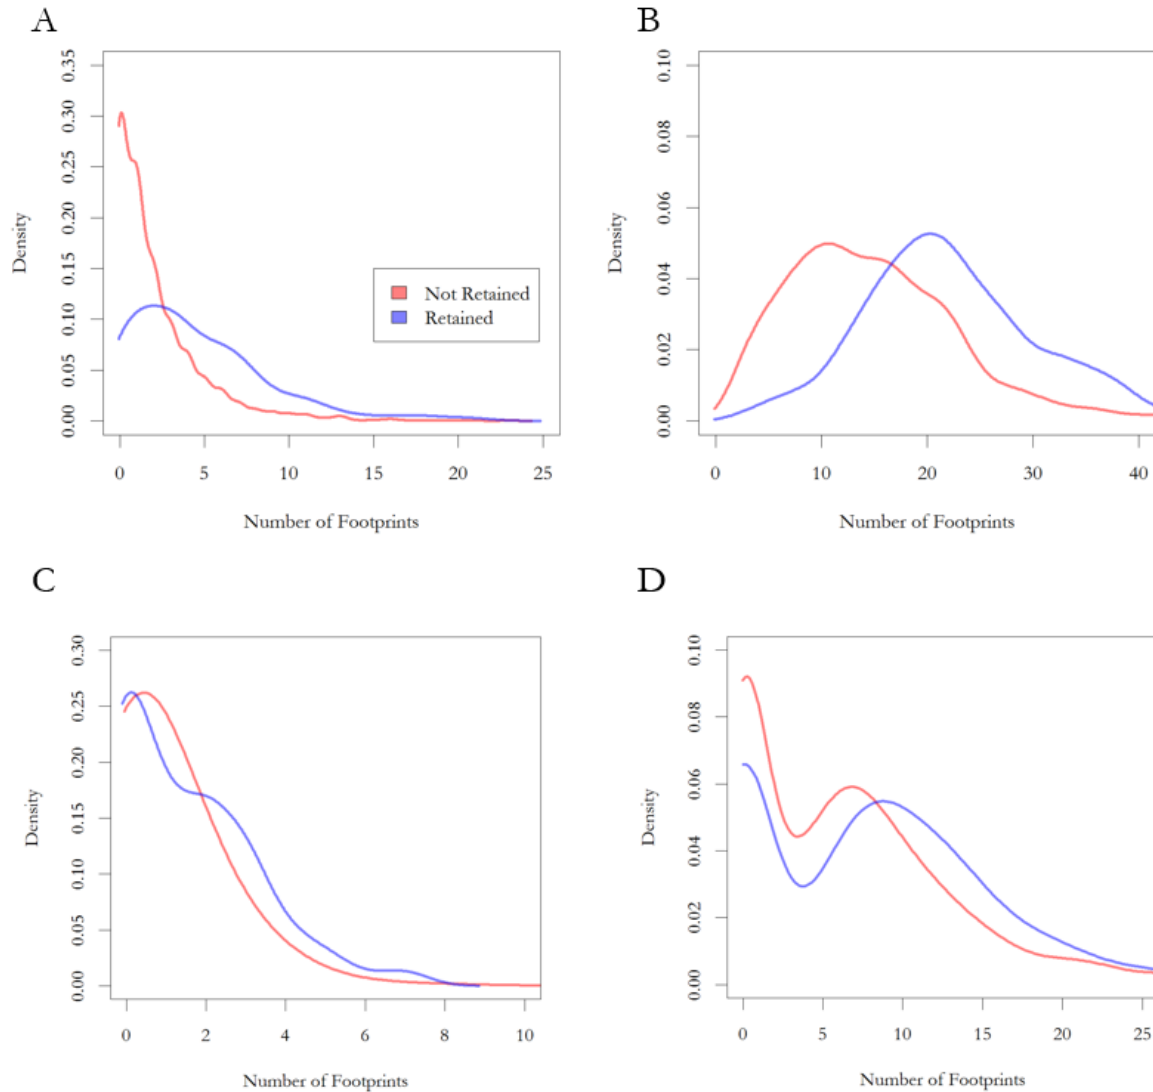 A
Density
0.35
0.30
0.25
0.20
0.15
0.10
0.05
0.00
Not Retained
Retained
0 5 10 15 20 25
Number of Footprints
B
Density
0.10
0.08
0.06
0.04
0.02
0.00
0 10 20 30 40
Number of Footprints
C
Density
0.30
0.25
0.20
0.15
0.10
0.05
0.00
0 2 4 6 8 10
Number of Footprints
D
Density
0.10
0.08
0.06
0.04
0.02
0.00
0 5 10 15 20 25
Number of Footprints